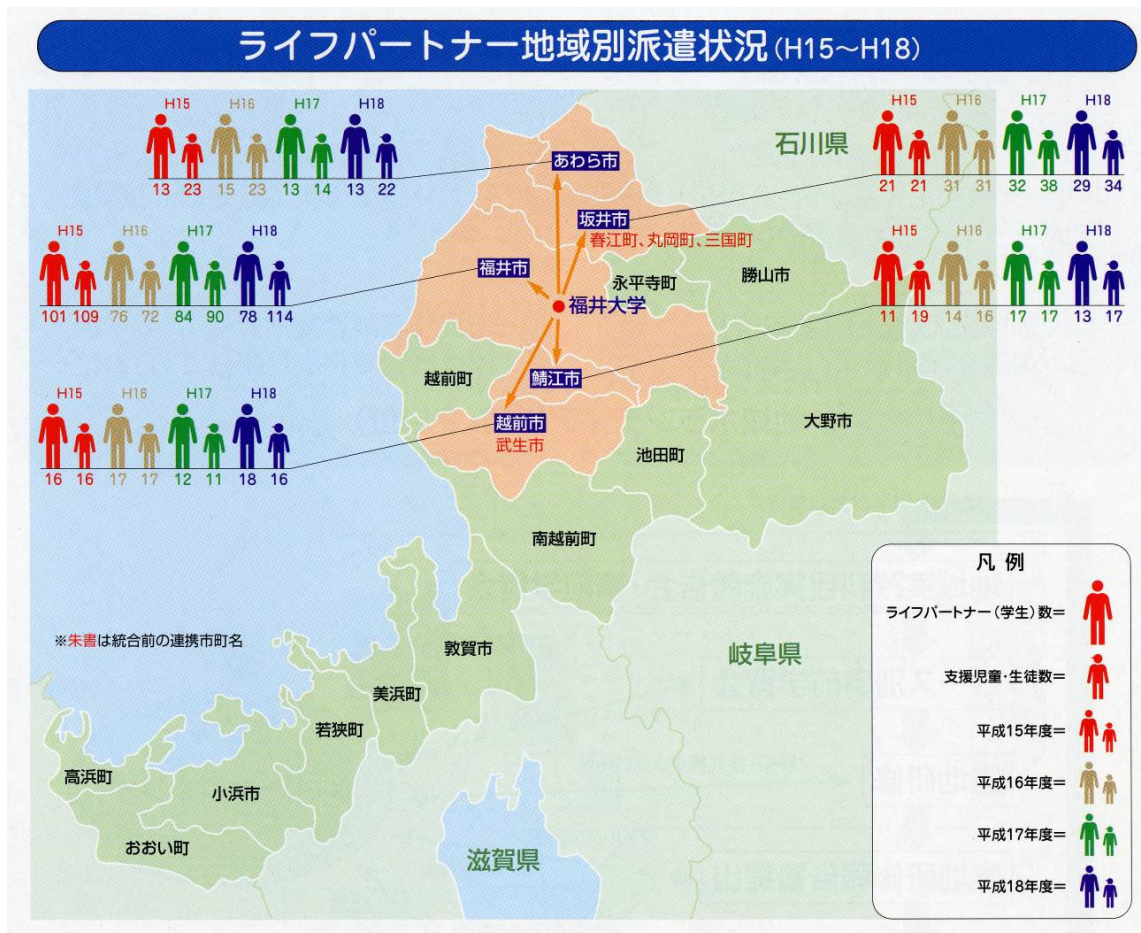 ライフパートナー地域別派遣状況(H15～H18)
H15 H16 H17 H18
13 23 15 23 13 14 13 22
H15 H16 H17 H18
21 21 31 31 32 38 29 34
H15 H16 H17 H18
101 109 76 72 84 90 78 114
H15 H16 H17 H18
11 19 14 16 17 17 13 17
H15 H16 H17 H18
16 16 17 17 12 11 18 16
石川県
あわら市
坂井市
春江町、丸岡町、三国町
福井市
永平寺町
勝山市
福井大学
越前町
鯖江市
越前市
武生市
大野市
池田町
南越前町
※朱書は統合前の連携市町名
敦賀市
岐阜県
美浜町
若狭町
高浜町
小浜市
おおい町
滋賀県
凡例
ライフパートナー(学生)数=
支援児童・生徒数=
平成15年度=
平成16年度=
平成17年度=
平成18年度=